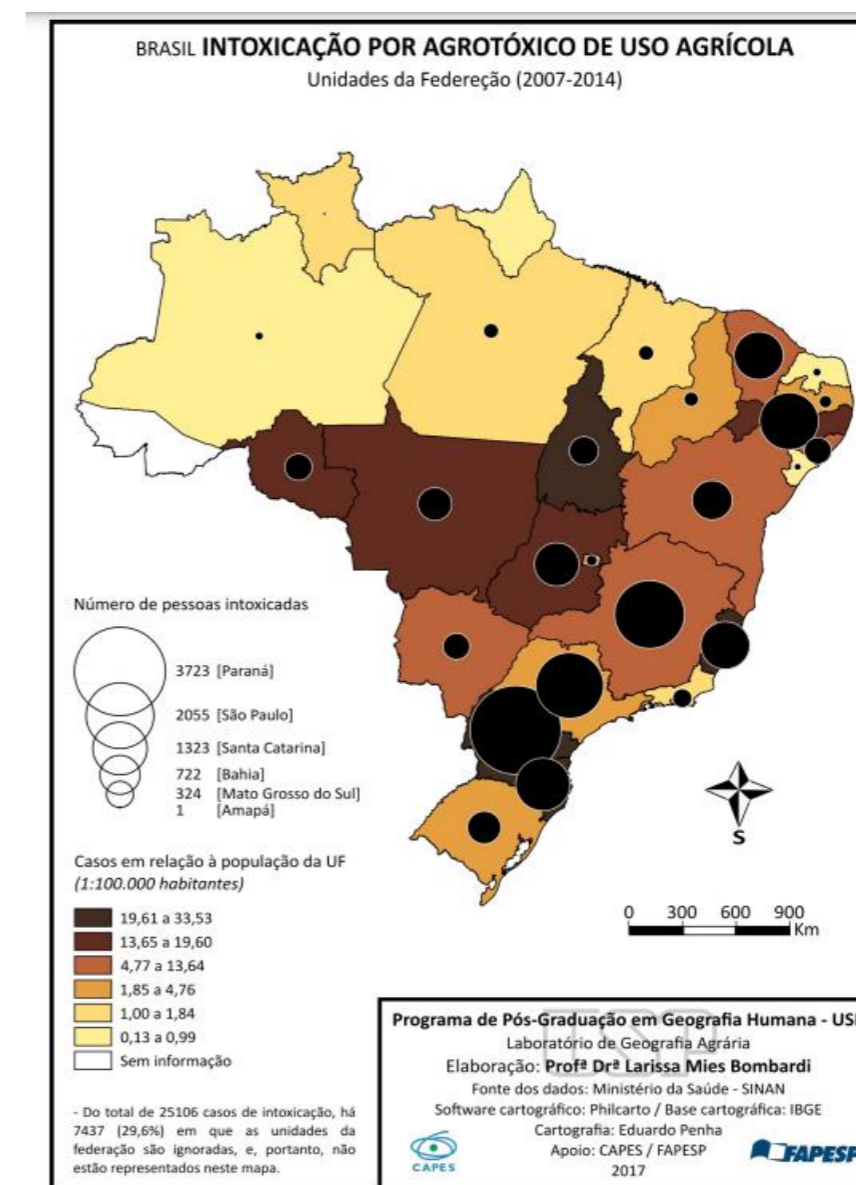 BRASIL INTOXICAÇÃO POR AGROTÓXICO DE USO AGRÍCOLA
Unidades da Federeção (2007-2014)
Número de pessoas intoxicadas
3723 [Paraná]
2055 [São Paulo]
1323 [Santa Catarina]
722 [Bahia]
324 [Mato Grosso do Sul]
1 [Amapá]
Casos em relação à população da UF
(1:100.000 habitantes)
19,61 a 33,53
13,65 a 19,60
4,77 a 13,64
1,85 a 4,76
1,00 a 1,84
0,13 a 0,99
Sem informação
- Do total de 25106 casos de intoxicação, há
7437 (29,6%) em que as unidades da
federação são ignoradas, e, portanto, não
estão representados neste mapa.
S
0 300 600 900
Km
USP
Programa de Pós-Graduação em Geografia Humana - USP
Laboratório de Geografia Agrária
Elaboração: Profª Drª Larissa Mies Bombardi
Fonte dos dados: Ministério da Saúde - SINAN
Software cartográfico: Philcarto / Base cartográfica: IBGE
Cartografia: Eduardo Penha
Apoio: CAPES / FAPESP
2017
CAPES
FAPESP